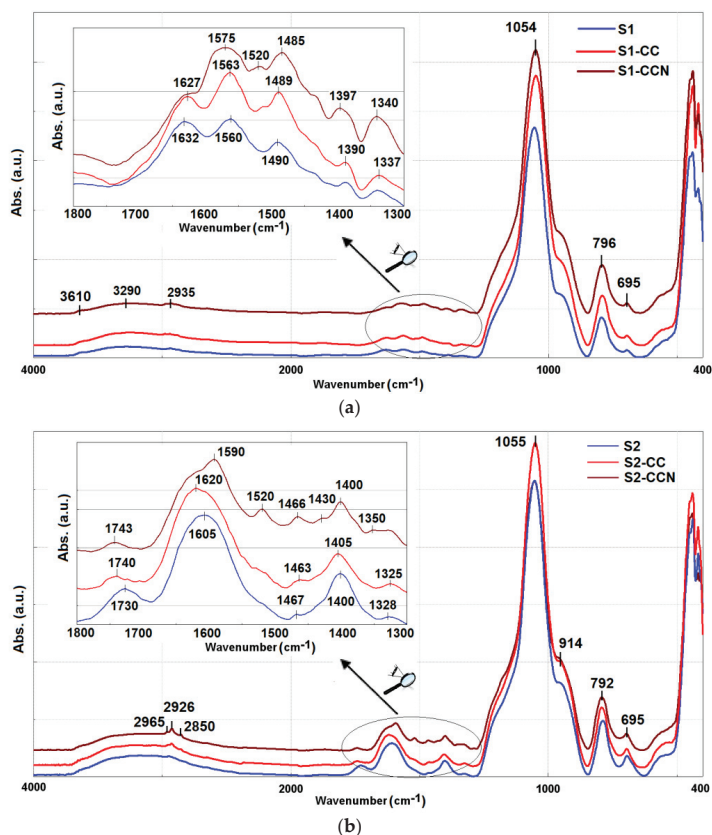 1575
1485
1563
1520
1627
1489
1397
1340
1632
1560
1490
1390
1337
Abs. (a.u.)
1800 1700 1600 1500 1400 1300
Wavenumber (cm-1)
1054
S1
S1-CC
S1-CCN
Abs. (a.u.)
796
695
3610
3290
2935
4000 2000 1000 400
Wavenumber (cm-1)
(a)
1590
1620
1520
1466
1430
1400
1350
1743
1605
1740
1463
1405
1325
1730
1467
1400
1328
Abs. (a.u.)
1800 1700 1600 1500 1400 1300
Wavenumber (cm-1)
1055
S2
S2-CC
S2-CCN
Abs. (a.u.)
914
792
695
2965
2926
2850
4000 2000 1000 400
Wavenumber (cm-1)
(b)